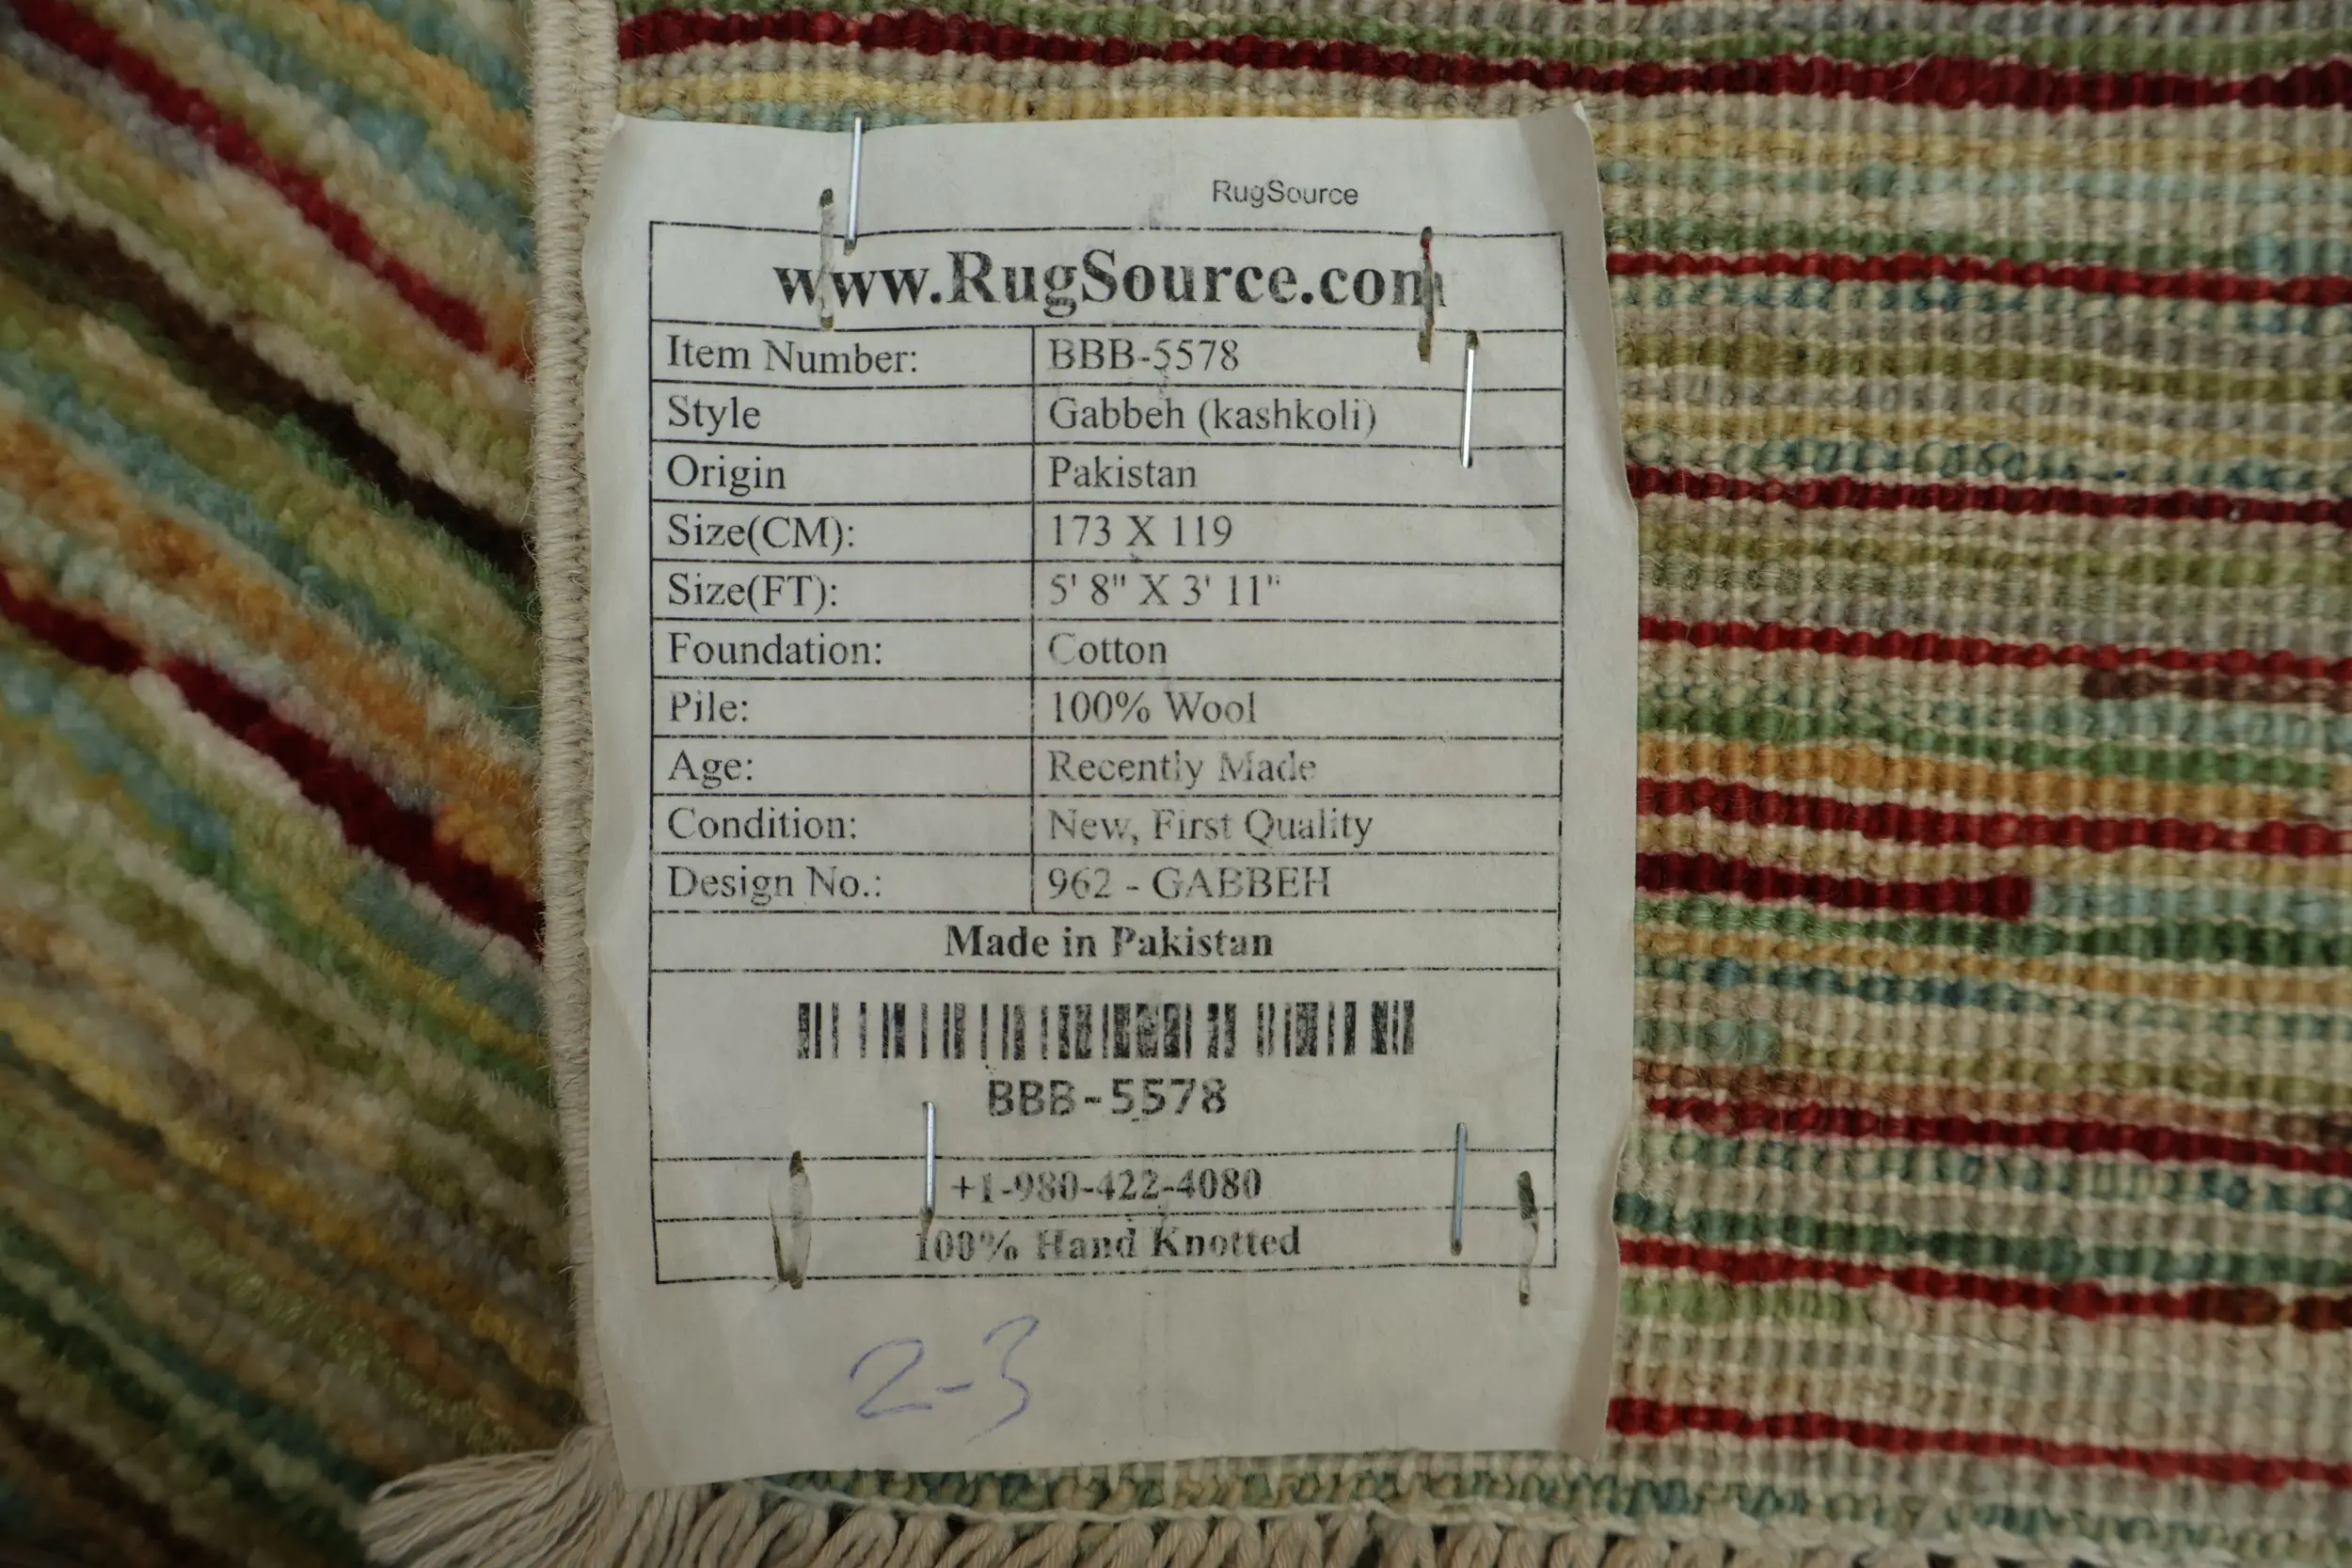 RugSource
www.RugSource.com
Item Number: BBB-5578
Style Gabbeh (kashkoli)
Origin Pakistan
Size(CM): 173 X 119
Size(FT): 5' 8" X 3' 11"
Foundation: Cotton
Pile: 100% Wool
Age: Recently Made
Condition: New, First Quality
Design No.: 962 - GABBEH
Made in Pakistan
BBB-5578
+1-980-422-4080
100% Hand Knotted
2-3